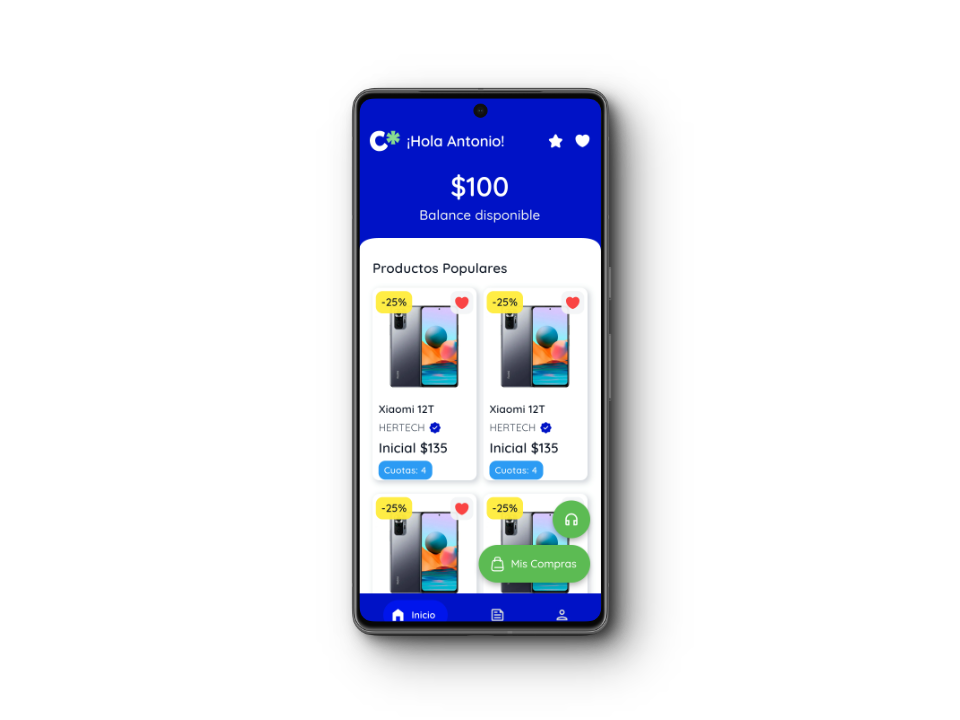 C* ¡Hola Antonio!
$100
Balance disponible
Productos Populares
-25%
-25%
Xiaomi 12T
Xiaomi 12T
HERTECH
HERTECH
Inicial $135
Inicial $135
Cuotas: 4
Cuotas: 4
-25%
-25%
Mis Compras
Inicio